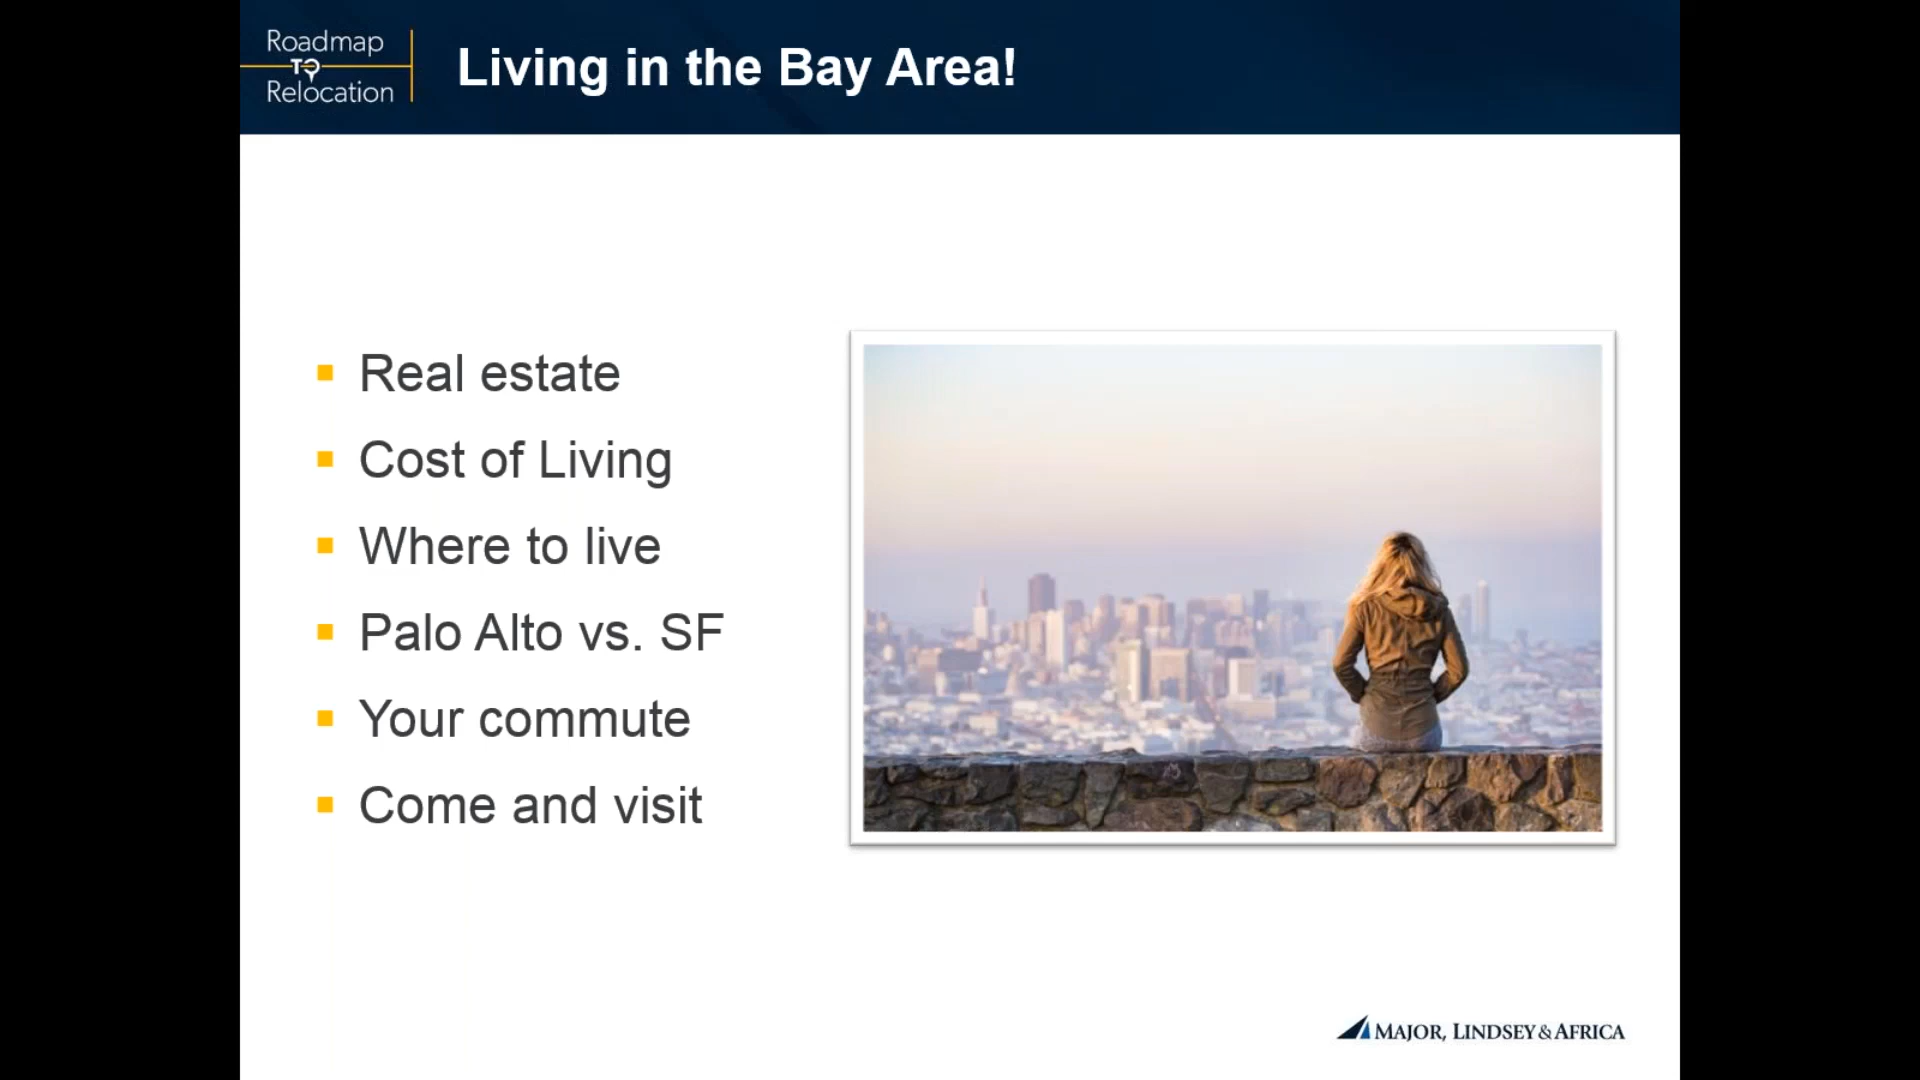 Roadmap
TO
Relocation
Living in the Bay Area!
Real estate
Cost of Living
Where to live
Palo Alto vs. SF
Your commute
Come and visit
MAJOR, LINDSEY & AFRICA